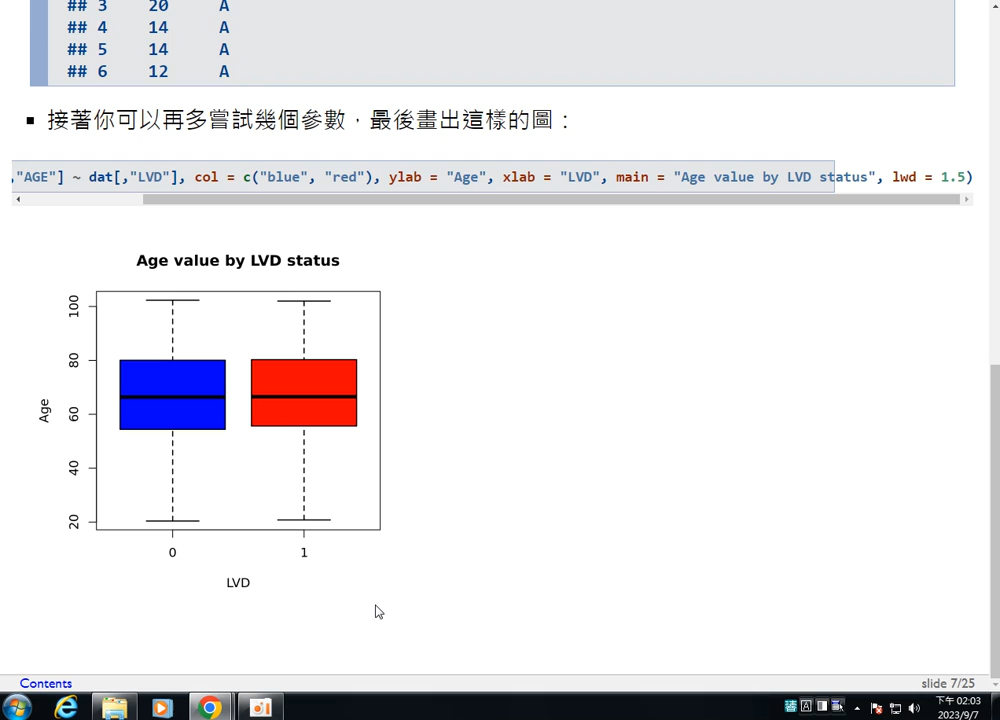 ## 3 20 A
## 4 14 A
## 5 14 A
## 6 12 A
接著你可以再多嘗試幾個參數，最後畫出這樣的圖：
,"AGE"] ~ dat[,"LVD"], col = c("blue", "red"), ylab = "Age", xlab = "LVD", main = "Age value by LVD status", lwd = 1.5)
Age value by LVD status
100
80
60
40
20
Age
0 1
LVD
Contents
slide 7/25
下午 02:03
2023/9/7